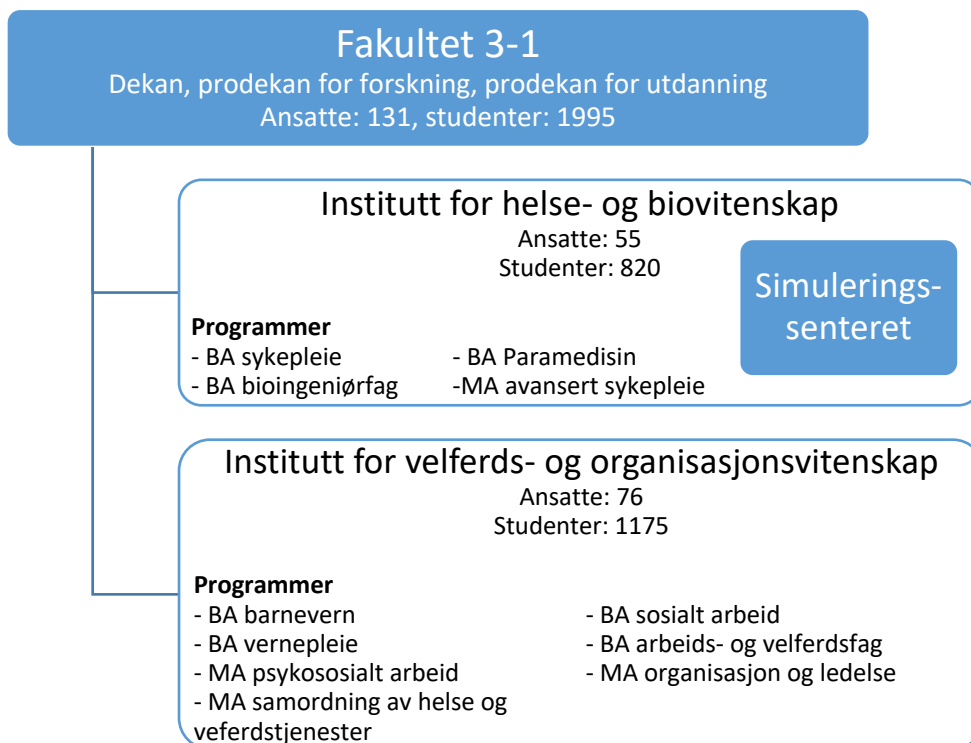 Fakultet 3-1
Dekan, prodekan for forskning, prodekan for utdanning
Ansatte: 131, studenter: 1995
Institutt for helse- og biovitenskap
Ansatte: 55
Studenter: 820
Simulerings-
senteret
Programmer
- BA sykepleie
- BA bioingeniørfag
- BA Paramedisin
-MA avansert sykepleie
Institutt for velferds- og organisasjonsvitenskap
Ansatte: 76
Studenter: 1175
Programmer
- BA barnevern
- BA vernepleie
- MA psykososialt arbeid
- MA samordning av helse og
veferdstjenester
- BA sosialt arbeid
- BA arbeids- og velferdsfag
- MA organisasjon og ledelse